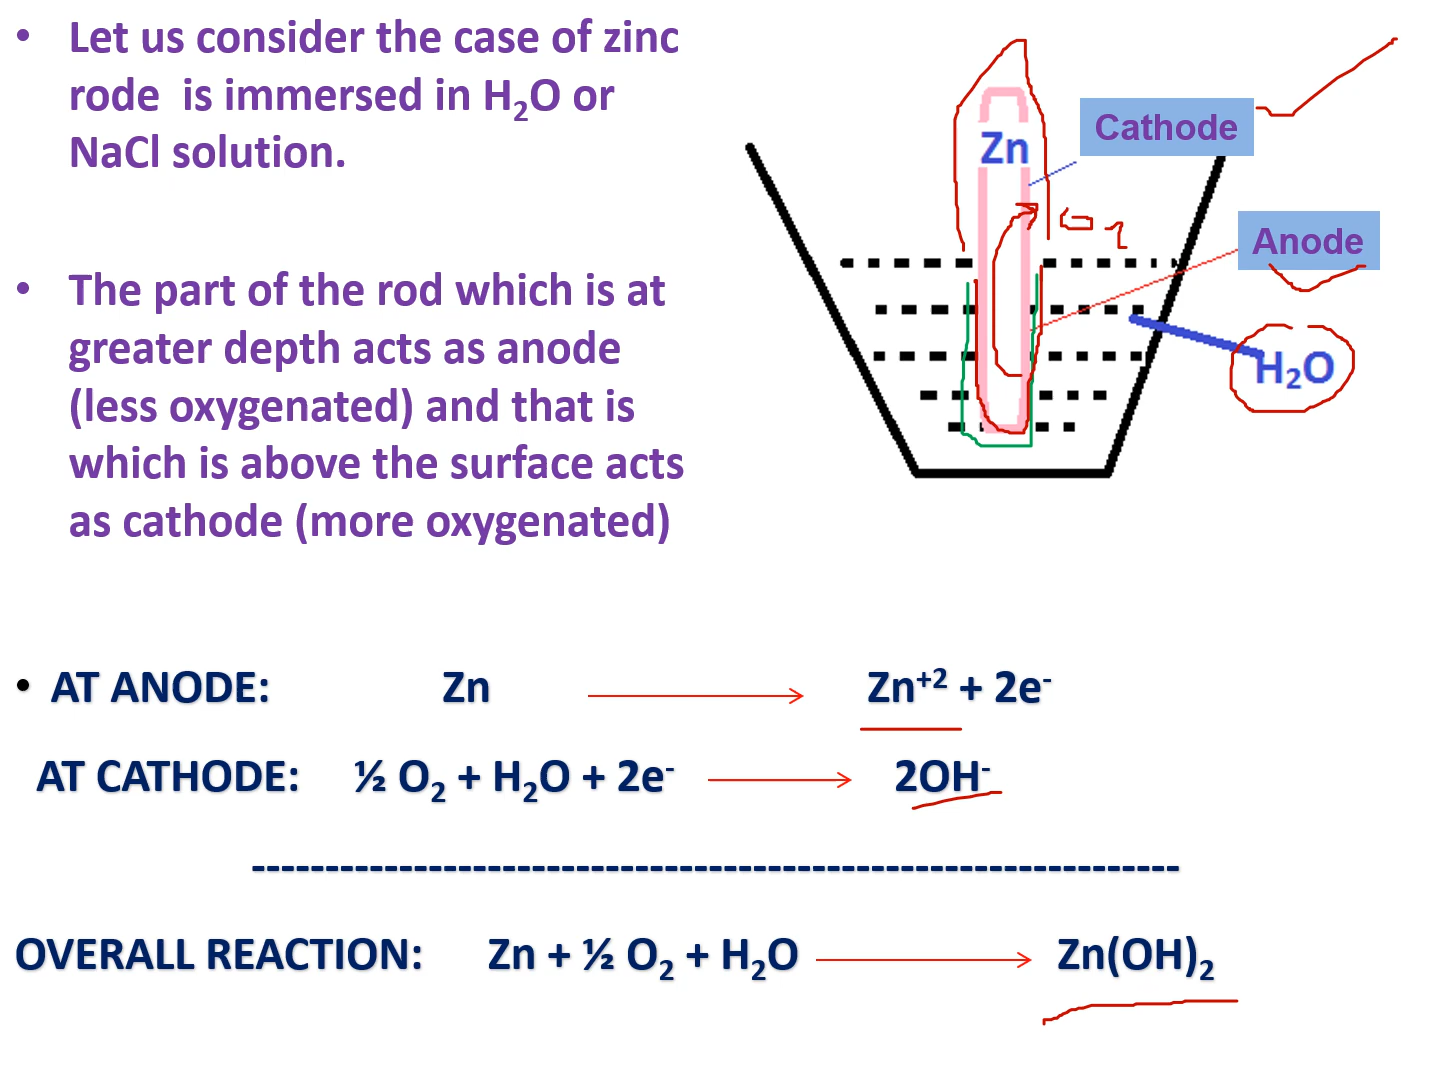 • Let us consider the case of zinc
rode is immersed in H₂O or
NaCl solution.
• The part of the rod which is at
greater depth acts as anode
(less oxygenated) and that is
which is above the surface acts
as cathode (more oxygenated)
Cathode
Zn
Anode
H₂O
• AT ANODE: Zn → Zn⁺² + 2e⁻
AT CATHODE: ½ O₂ + H₂O + 2e⁻ → 2OH⁻
OVERALL REACTION: Zn + ½ O₂ + H₂O → Zn(OH)₂